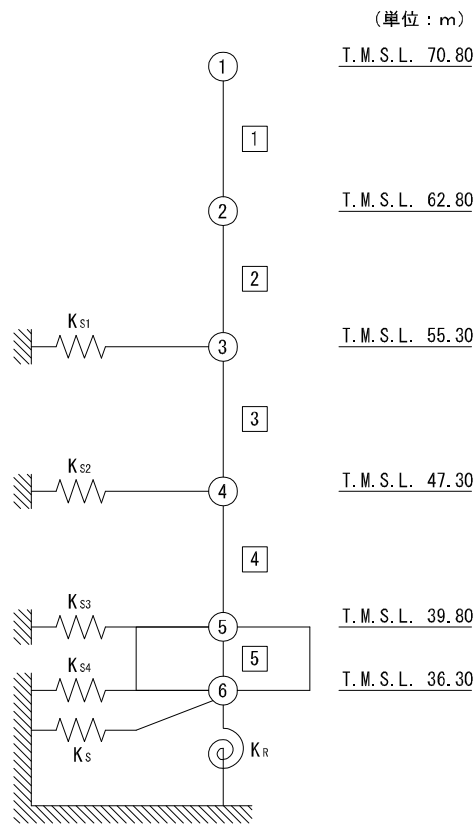 (単位:m)
① T.M.S.L. 70.80
1
② T.M.S.L. 62.80
2
KS1 ③ T.M.S.L. 55.30
3
KS2 ④ T.M.S.L. 47.30
4
KS3 ⑤ T.M.S.L. 39.80
5
KS4 ⑥ T.M.S.L. 36.30
KS KR